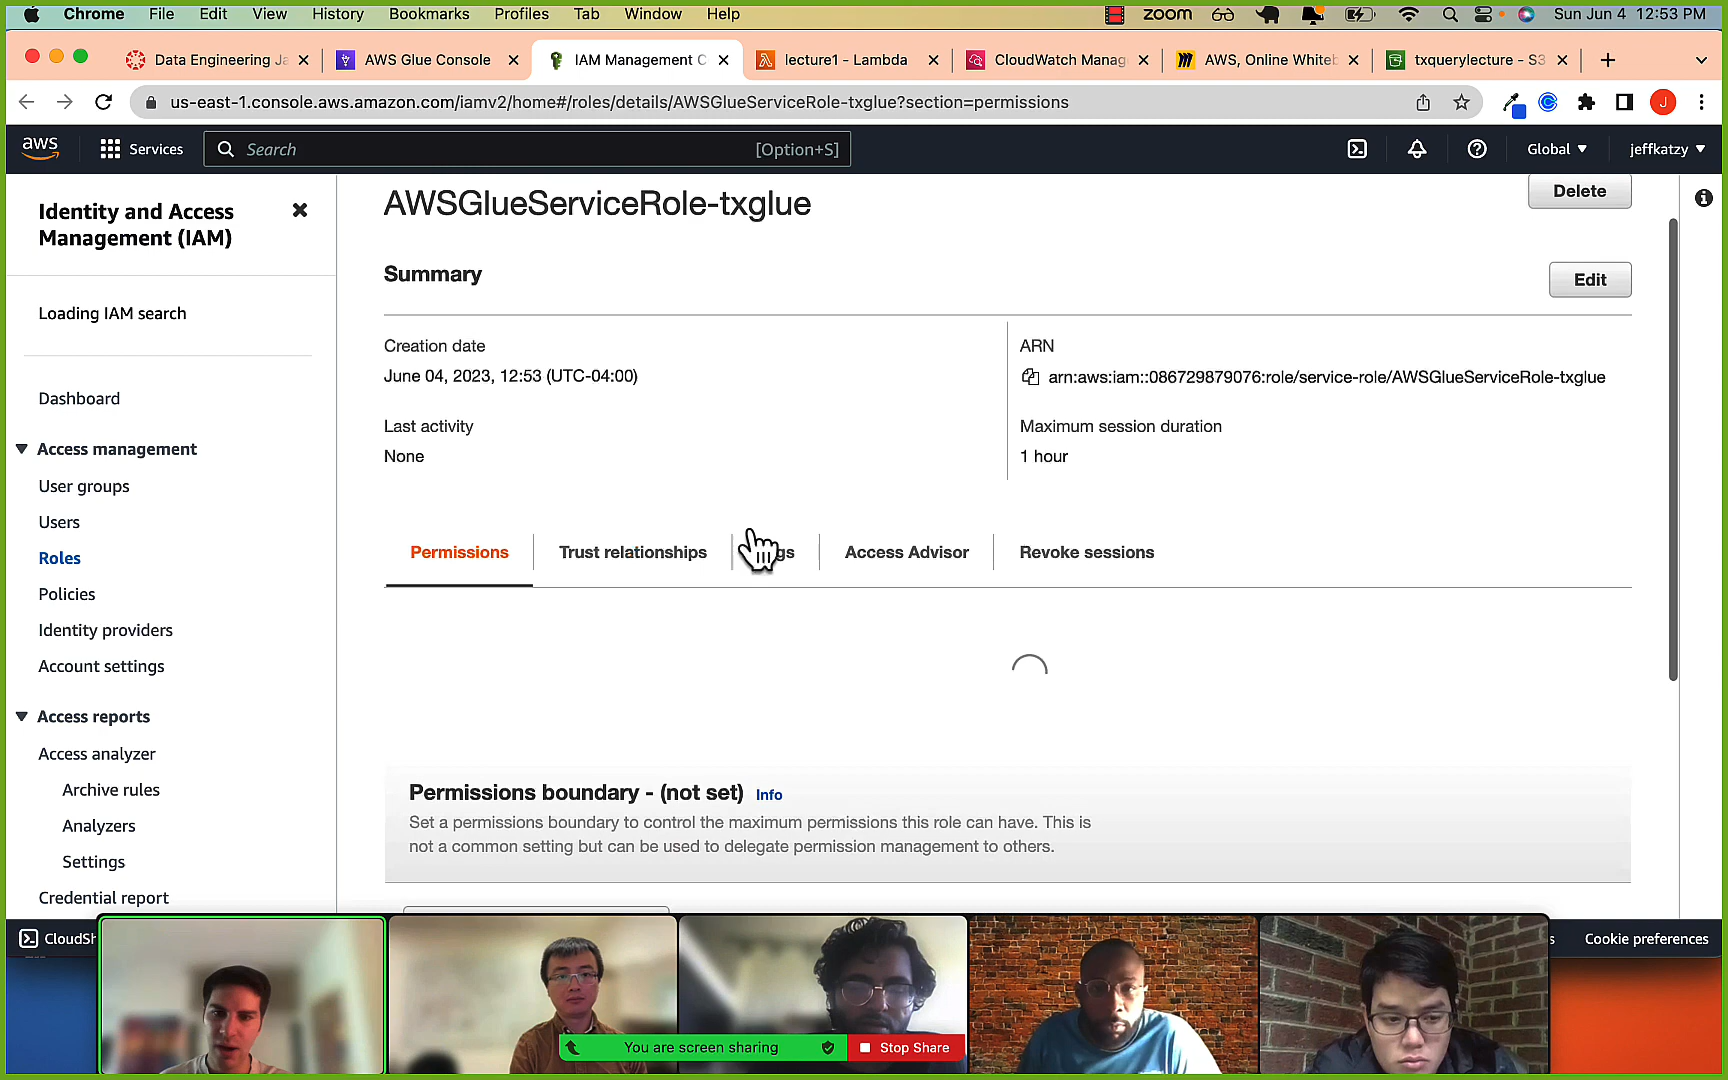 Chrome File Edit View History Bookmarks Profiles Tab Window Help zoom Sun Jun 4 12:53 PM
Data Engineering Ja AWS Glue Console IAM Management C lecture1 - Lambda CloudWatch Manag AWS, Online Whiteb txquerylecture - S3
us-east-1.console.aws.amazon.com/iamv2/home#/roles/details/AWSGlueServiceRole-txglue?section=permissions J
aws Services Search [Option+S] Global jeffkatzy
Identity and Access
Management (IAM)
Loading IAM search
Dashboard
Access management
User groups
Users
Roles
Policies
Identity providers
Account settings
Access reports
Access analyzer
Archive rules
Analyzers
Settings
Credential report
AWSGlueServiceRole-txglue
Delete
Summary
Edit
Creation date
June 04, 2023, 12:53 (UTC-04:00)
ARN
arn:aws:iam::086729879076:role/service-role/AWSGlueServiceRole-txglue
Last activity
None
Maximum session duration
1 hour
Permissions Trust relationships gs Access Advisor Revoke sessions
Permissions boundary - (not set) Info
Set a permissions boundary to control the maximum permissions this role can have. This is
not a common setting but can be used to delegate permission management to others.
CloudSh s Cookie preferences
You are screen sharing Stop Share